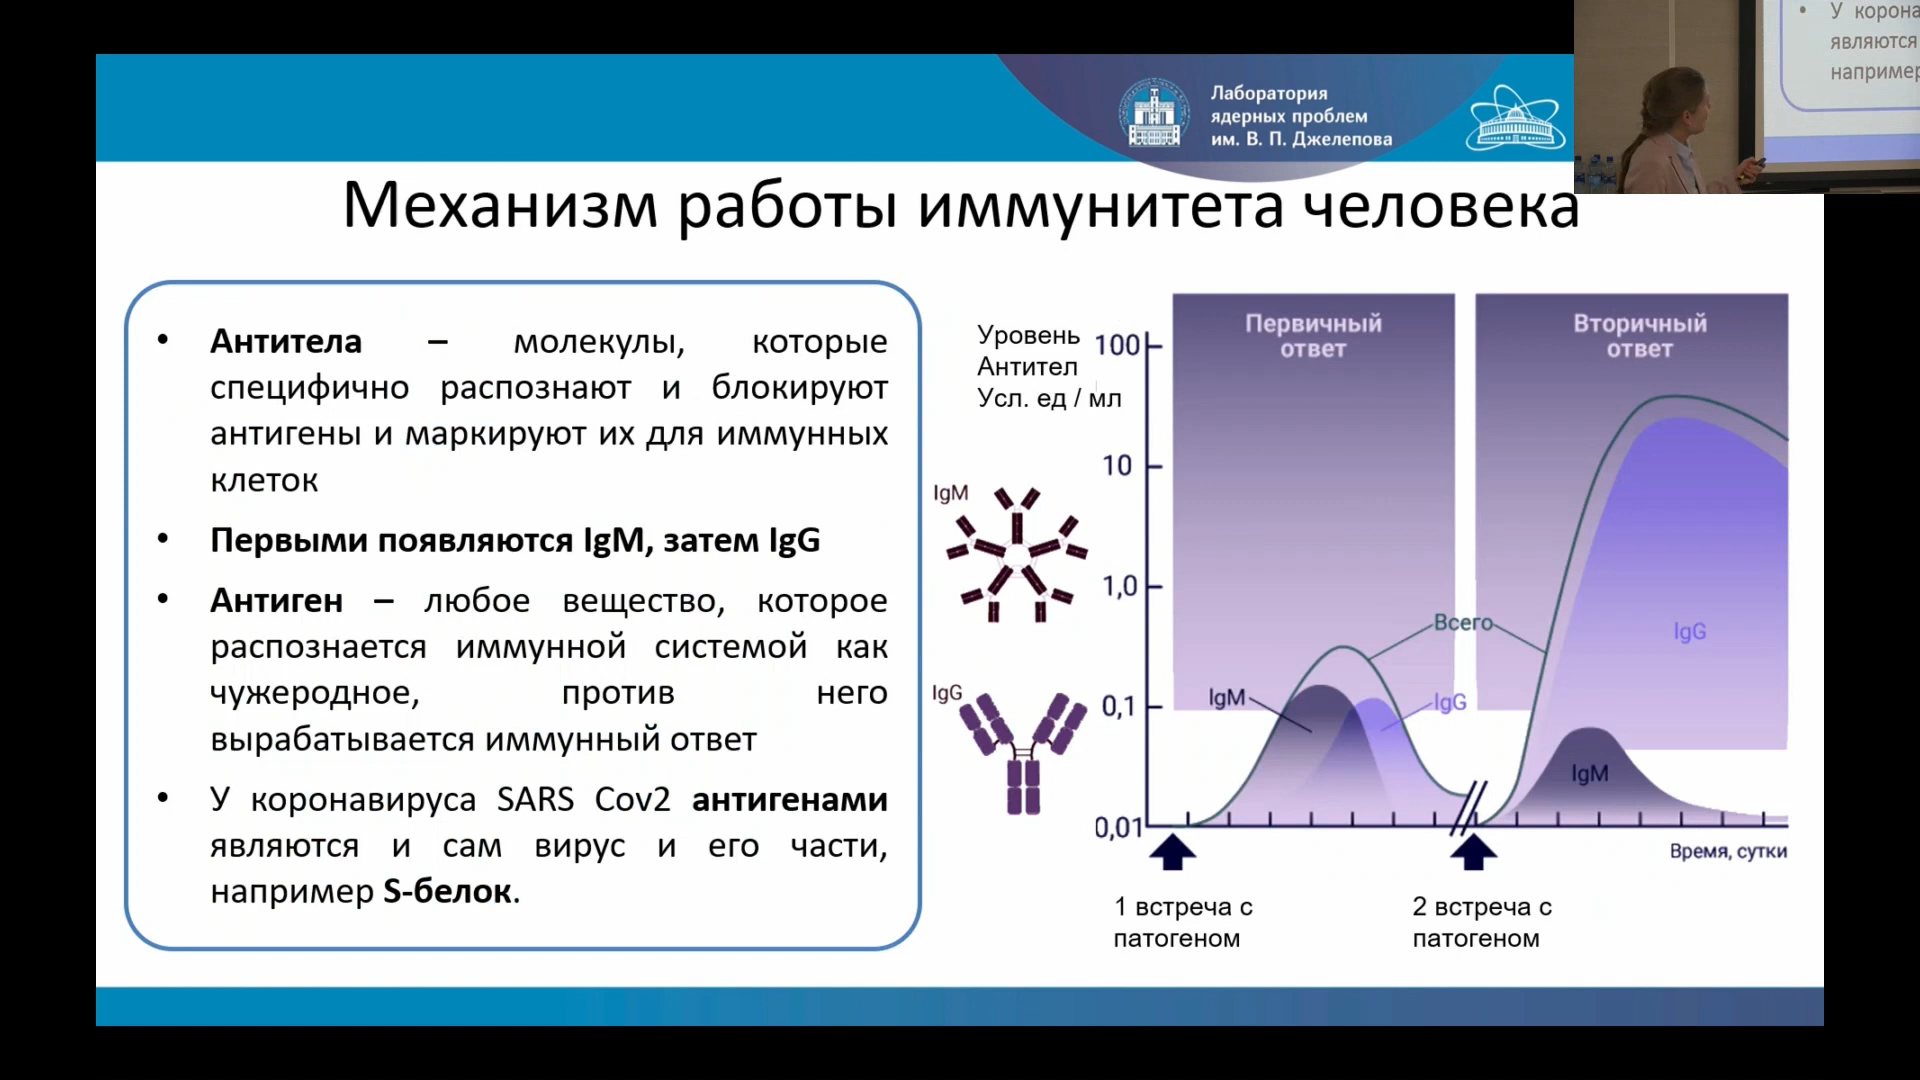 Лаборатория
ядерных проблем
им. В. П. Джелепова
Механизм работы иммунитета человека
• Антитела – молекулы, которые
специфично распознают и блокируют
антигены и маркируют их для иммунных
клеток
• Первыми появляются IgM, затем IgG
• Антиген – любое вещество, которое
распознается иммунной системой как
чужеродное, против него
вырабатывается иммунный ответ
• У коронавируса SARS Cov2 антигенами
являются и сам вирус и его части,
например S-белок.
Уровень
Антител
Усл. ед / мл
IgM
IgG
100
10
1,0
0,1
0,01
Первичный
ответ
Вторичный
ответ
Всего
IgM
IgG
IgG
IgM
Время, сутки
1 встреча с
патогеном
2 встреча с
патогеном
• У корона
являются
например